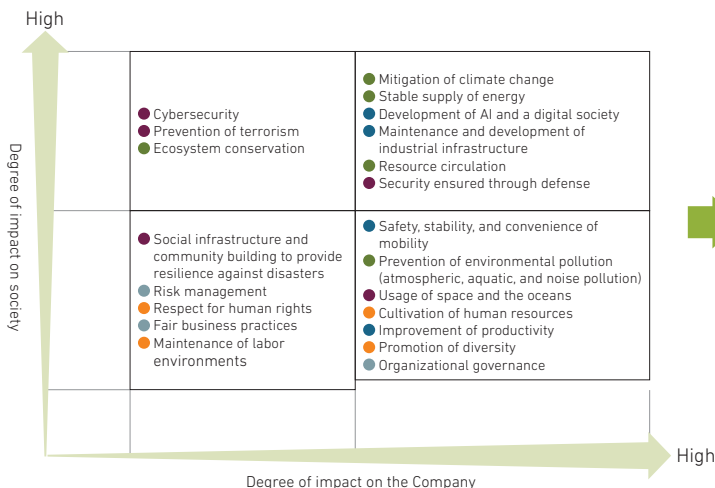 High
Degree of impact on society
Cybersecurity
Prevention of terrorism
Ecosystem conservation
Mitigation of climate change
Stable supply of energy
Development of AI and a digital society
Maintenance and development of
industrial infrastructure
Resource circulation
Security ensured through defense
Social infrastructure and
community building to provide
resilience against disasters
Risk management
Respect for human rights
Fair business practices
Maintenance of labor
environments
Safety, stability, and convenience of
mobility
Prevention of environmental pollution
(atmospheric, aquatic, and noise pollution)
Usage of space and the oceans
Cultivation of human resources
Improvement of productivity
Promotion of diversity
Organizational governance
High
Degree of impact on the Company